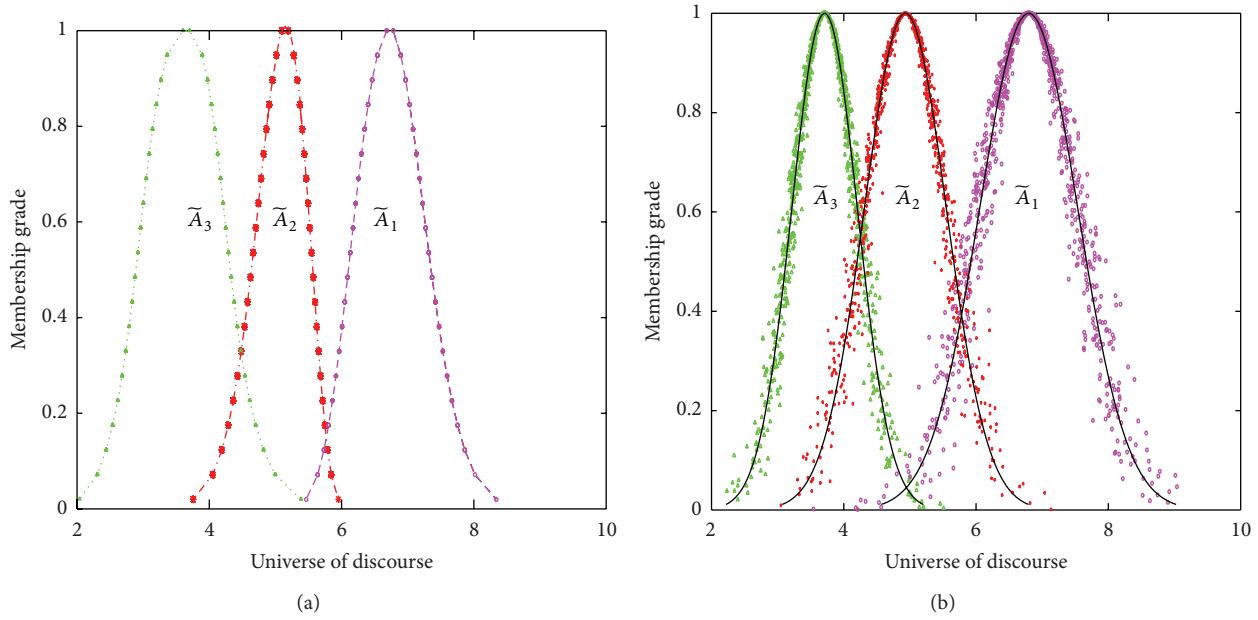 1
0.8
0.6
0.4
0.2
0
Membership grade
Ã3
Ã2
Ã1
2 4 6 8 10
Universe of discourse
(a)
1
0.8
0.6
0.4
0.2
0
Membership grade
Ã3
Ã2
Ã1
2 4 6 8 10
Universe of discourse
(b)